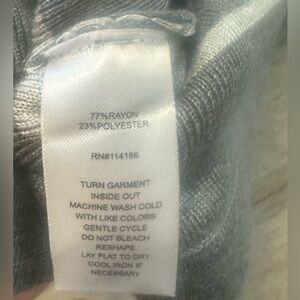 77%RAYON
23%POLYESTER
RN#114186
TURN GARMENT
INSIDE OUT
MACHINE WASH COLD
WITH LIKE COLORS
GENTLE CYCLE
DO NOT BLEACH
RESHAPE
LAY FLAT TO DRY
COOL IRON IF
NECESSARY